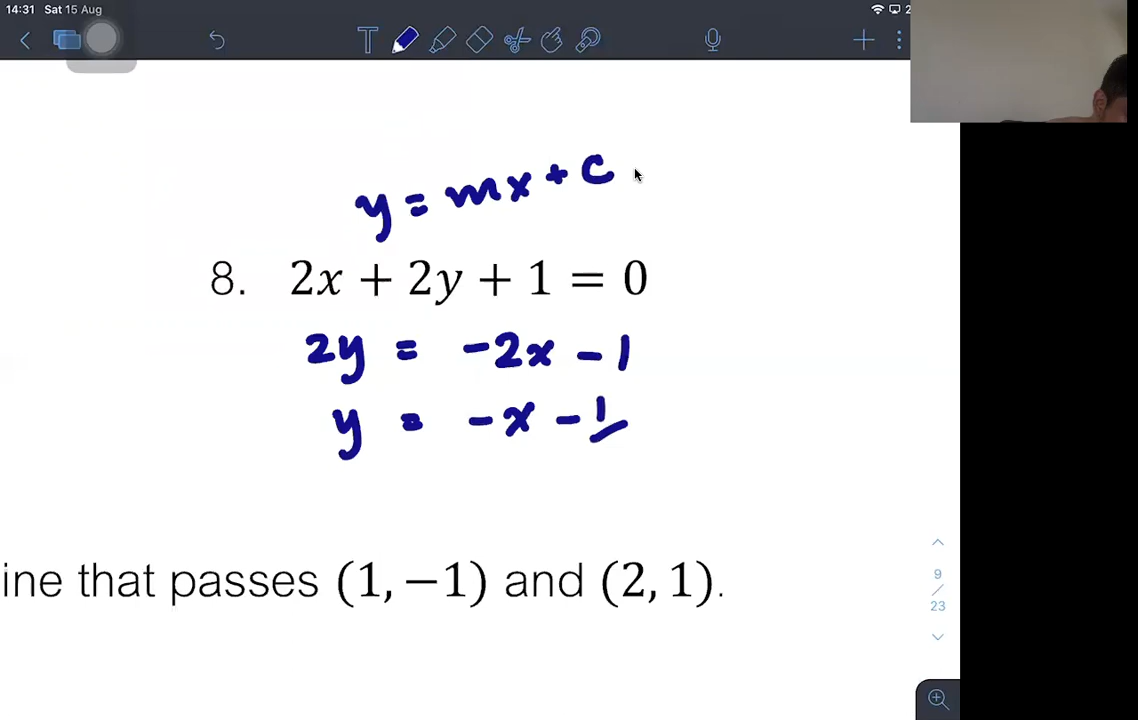 14:31 Sat 15 Aug
2
T
y = mx + c
8. 2x + 2y + 1 = 0
2y = -2x - 1
y = -x - 1/
ine that passes (1, −1) and (2, 1).
9
/
23